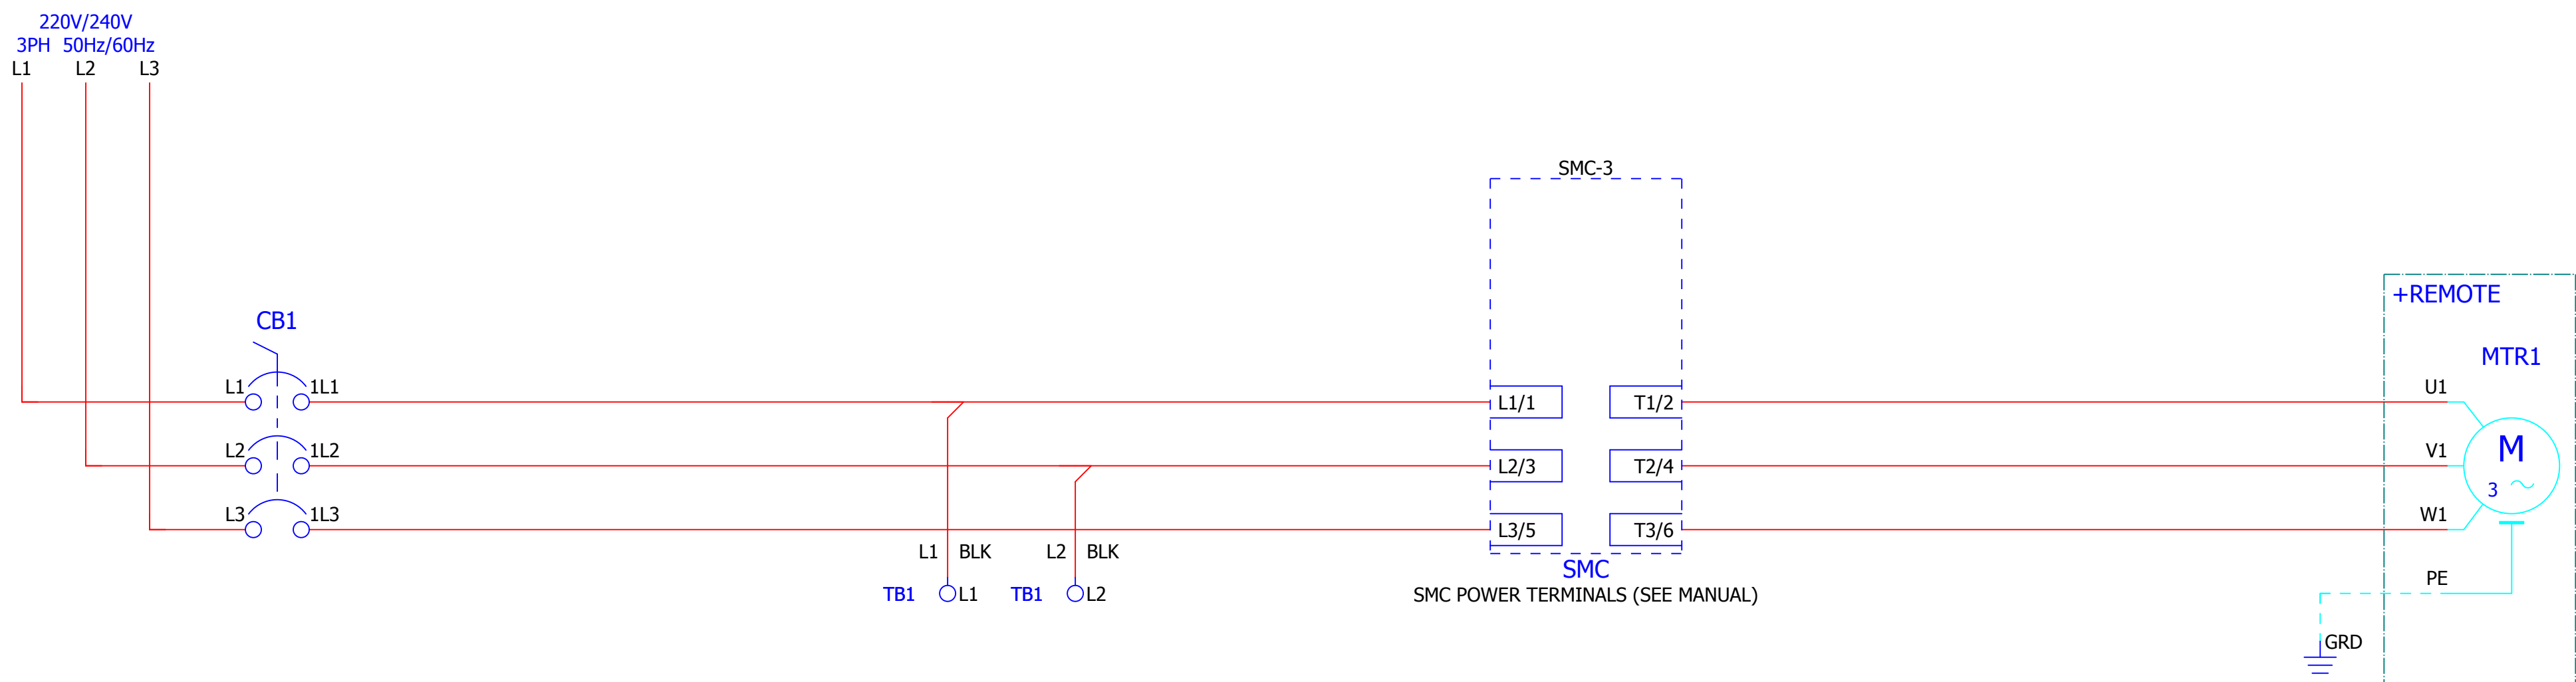 220V/240V
3PH 50Hz/60Hz
L1 L2 L3
SMC-3
+REMOTE
CB1
MTR1
L1 1L1
L1/1 T1/2
U1
L2 1L2
L2/3 T2/4
V1
M
3
L3 1L3
L3/5 T3/6
W1
L1 BLK L2 BLK
SMC
PE
TB1 L1 TB1 L2
SMC POWER TERMINALS (SEE MANUAL)
GRD